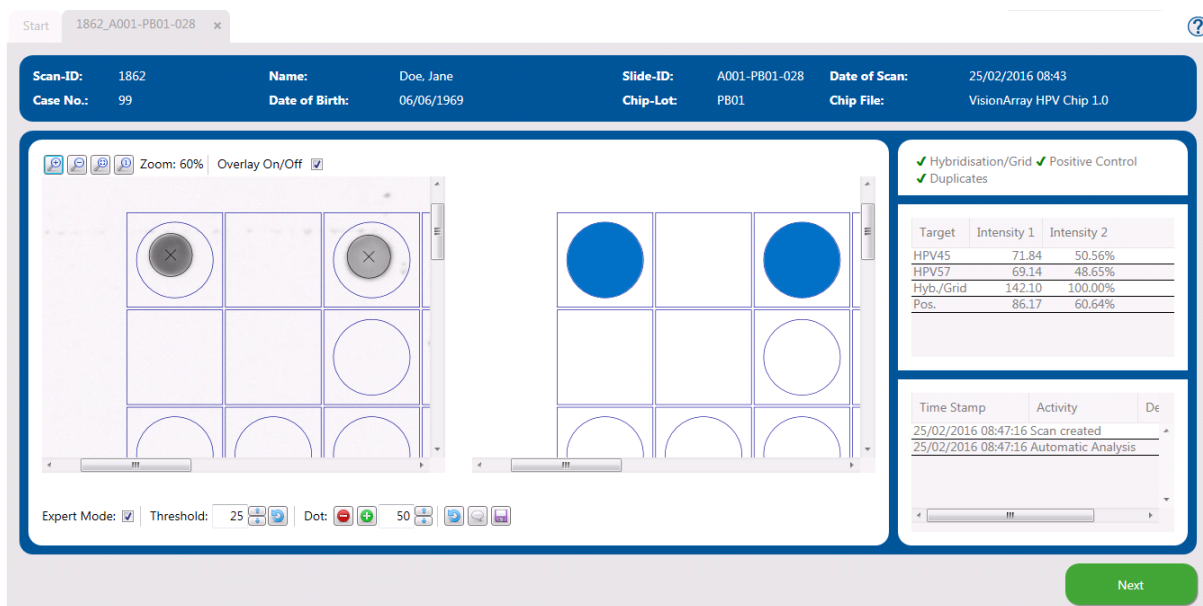 Start 1862_A001-PB01-028 ×
Scan-ID: 1862 Name: Doe, Jane Slide-ID: A001-PB01-028 Date of Scan: 25/02/2016 08:43
Case No.: 99 Date of Birth: 06/06/1969 Chip-Lot: PB01 Chip File: VisionArray HPV Chip 1.0
Zoom: 60% Overlay On/Off
✔ Hybridisation/Grid ✔ Positive Control
✔ Duplicates
Target Intensity 1 Intensity 2
HPV45 71.84 50.56%
HPV57 69.14 48.65%
Hyb./Grid 142.10 100.00%
Pos. 86.17 60.64%
Time Stamp Activity De
25/02/2016 08:47:16 Scan created
25/02/2016 08:47:16 Automatic Analysis
Expert Mode: Threshold: 25 Dot: 50
Next